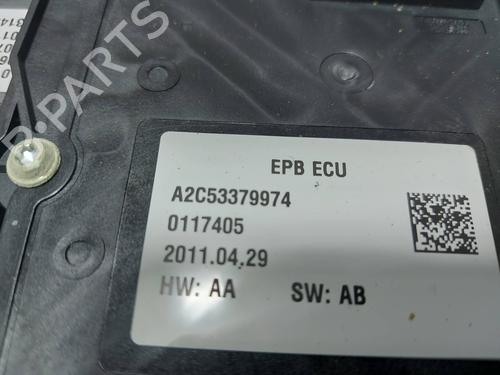 B-PARTS
EPB ECU
A2C53379974
0117405
2011.04.29
HW: AA SW: AB